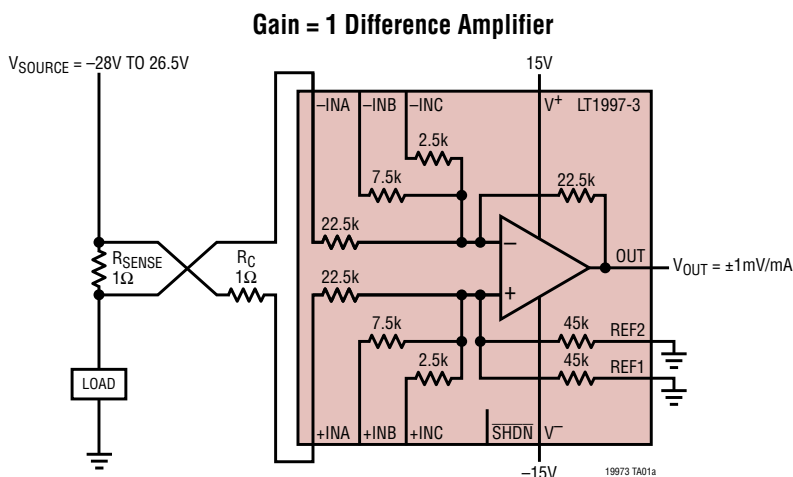 Gain = 1 Difference Amplifier
VSOURCE = –28V TO 26.5V
15V
–INA
–INB
–INC
V+
LT1997-3
2.5k
7.5k
22.5k
22.5k
RSENSE
1Ω
RC
1Ω
–
OUT
VOUT = ±1mV/mA
22.5k
+
7.5k
45k
REF2
2.5k
45k
REF1
LOAD
+INA
+INB
+INC
SHDN
V–
–15V
19973 TA01a